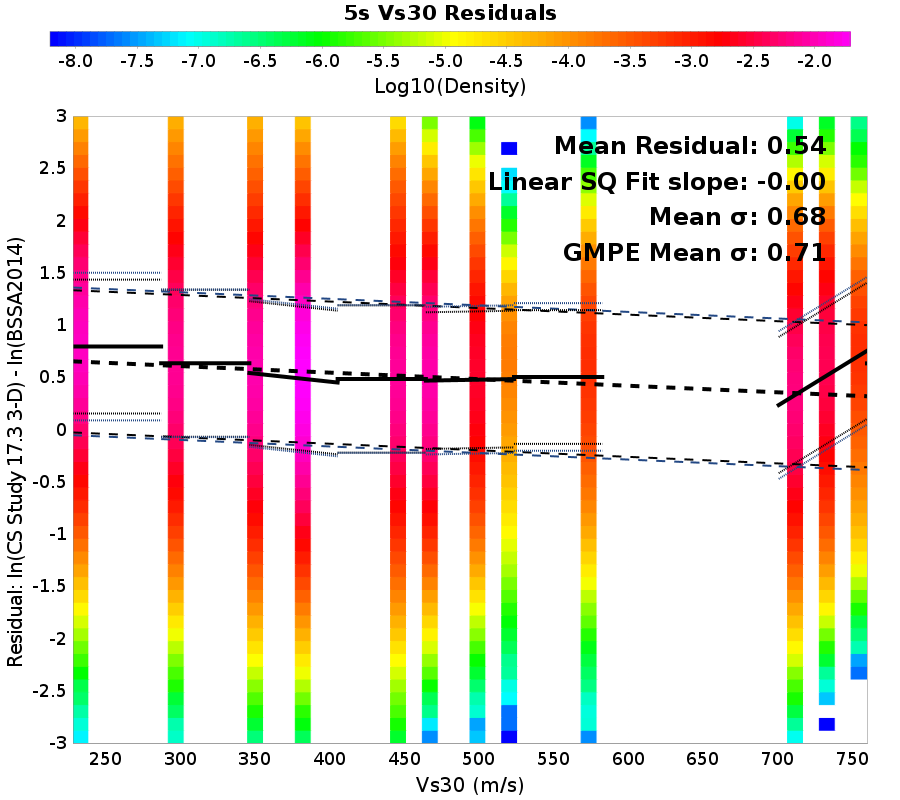 5s Vs30 Residuals
-8.0 -7.5 -7.0 -6.5 -6.0 -5.5 -5.0 -4.5 -4.0 -3.5 -3.0 -2.5 -2.0
Log10(Density)
Residual: ln(CS Study 17.3 3-D) - ln(BSSA2014)
3
2.5
2
1.5
1
0.5
0
-0.5
-1
-1.5
-2
-2.5
-3
Mean Residual: 0.54
Linear SQ Fit slope: -0.00
Mean σ: 0.68
GMPE Mean σ: 0.71
250 300 350 400 450 500 550 600 650 700 750
Vs30 (m/s)